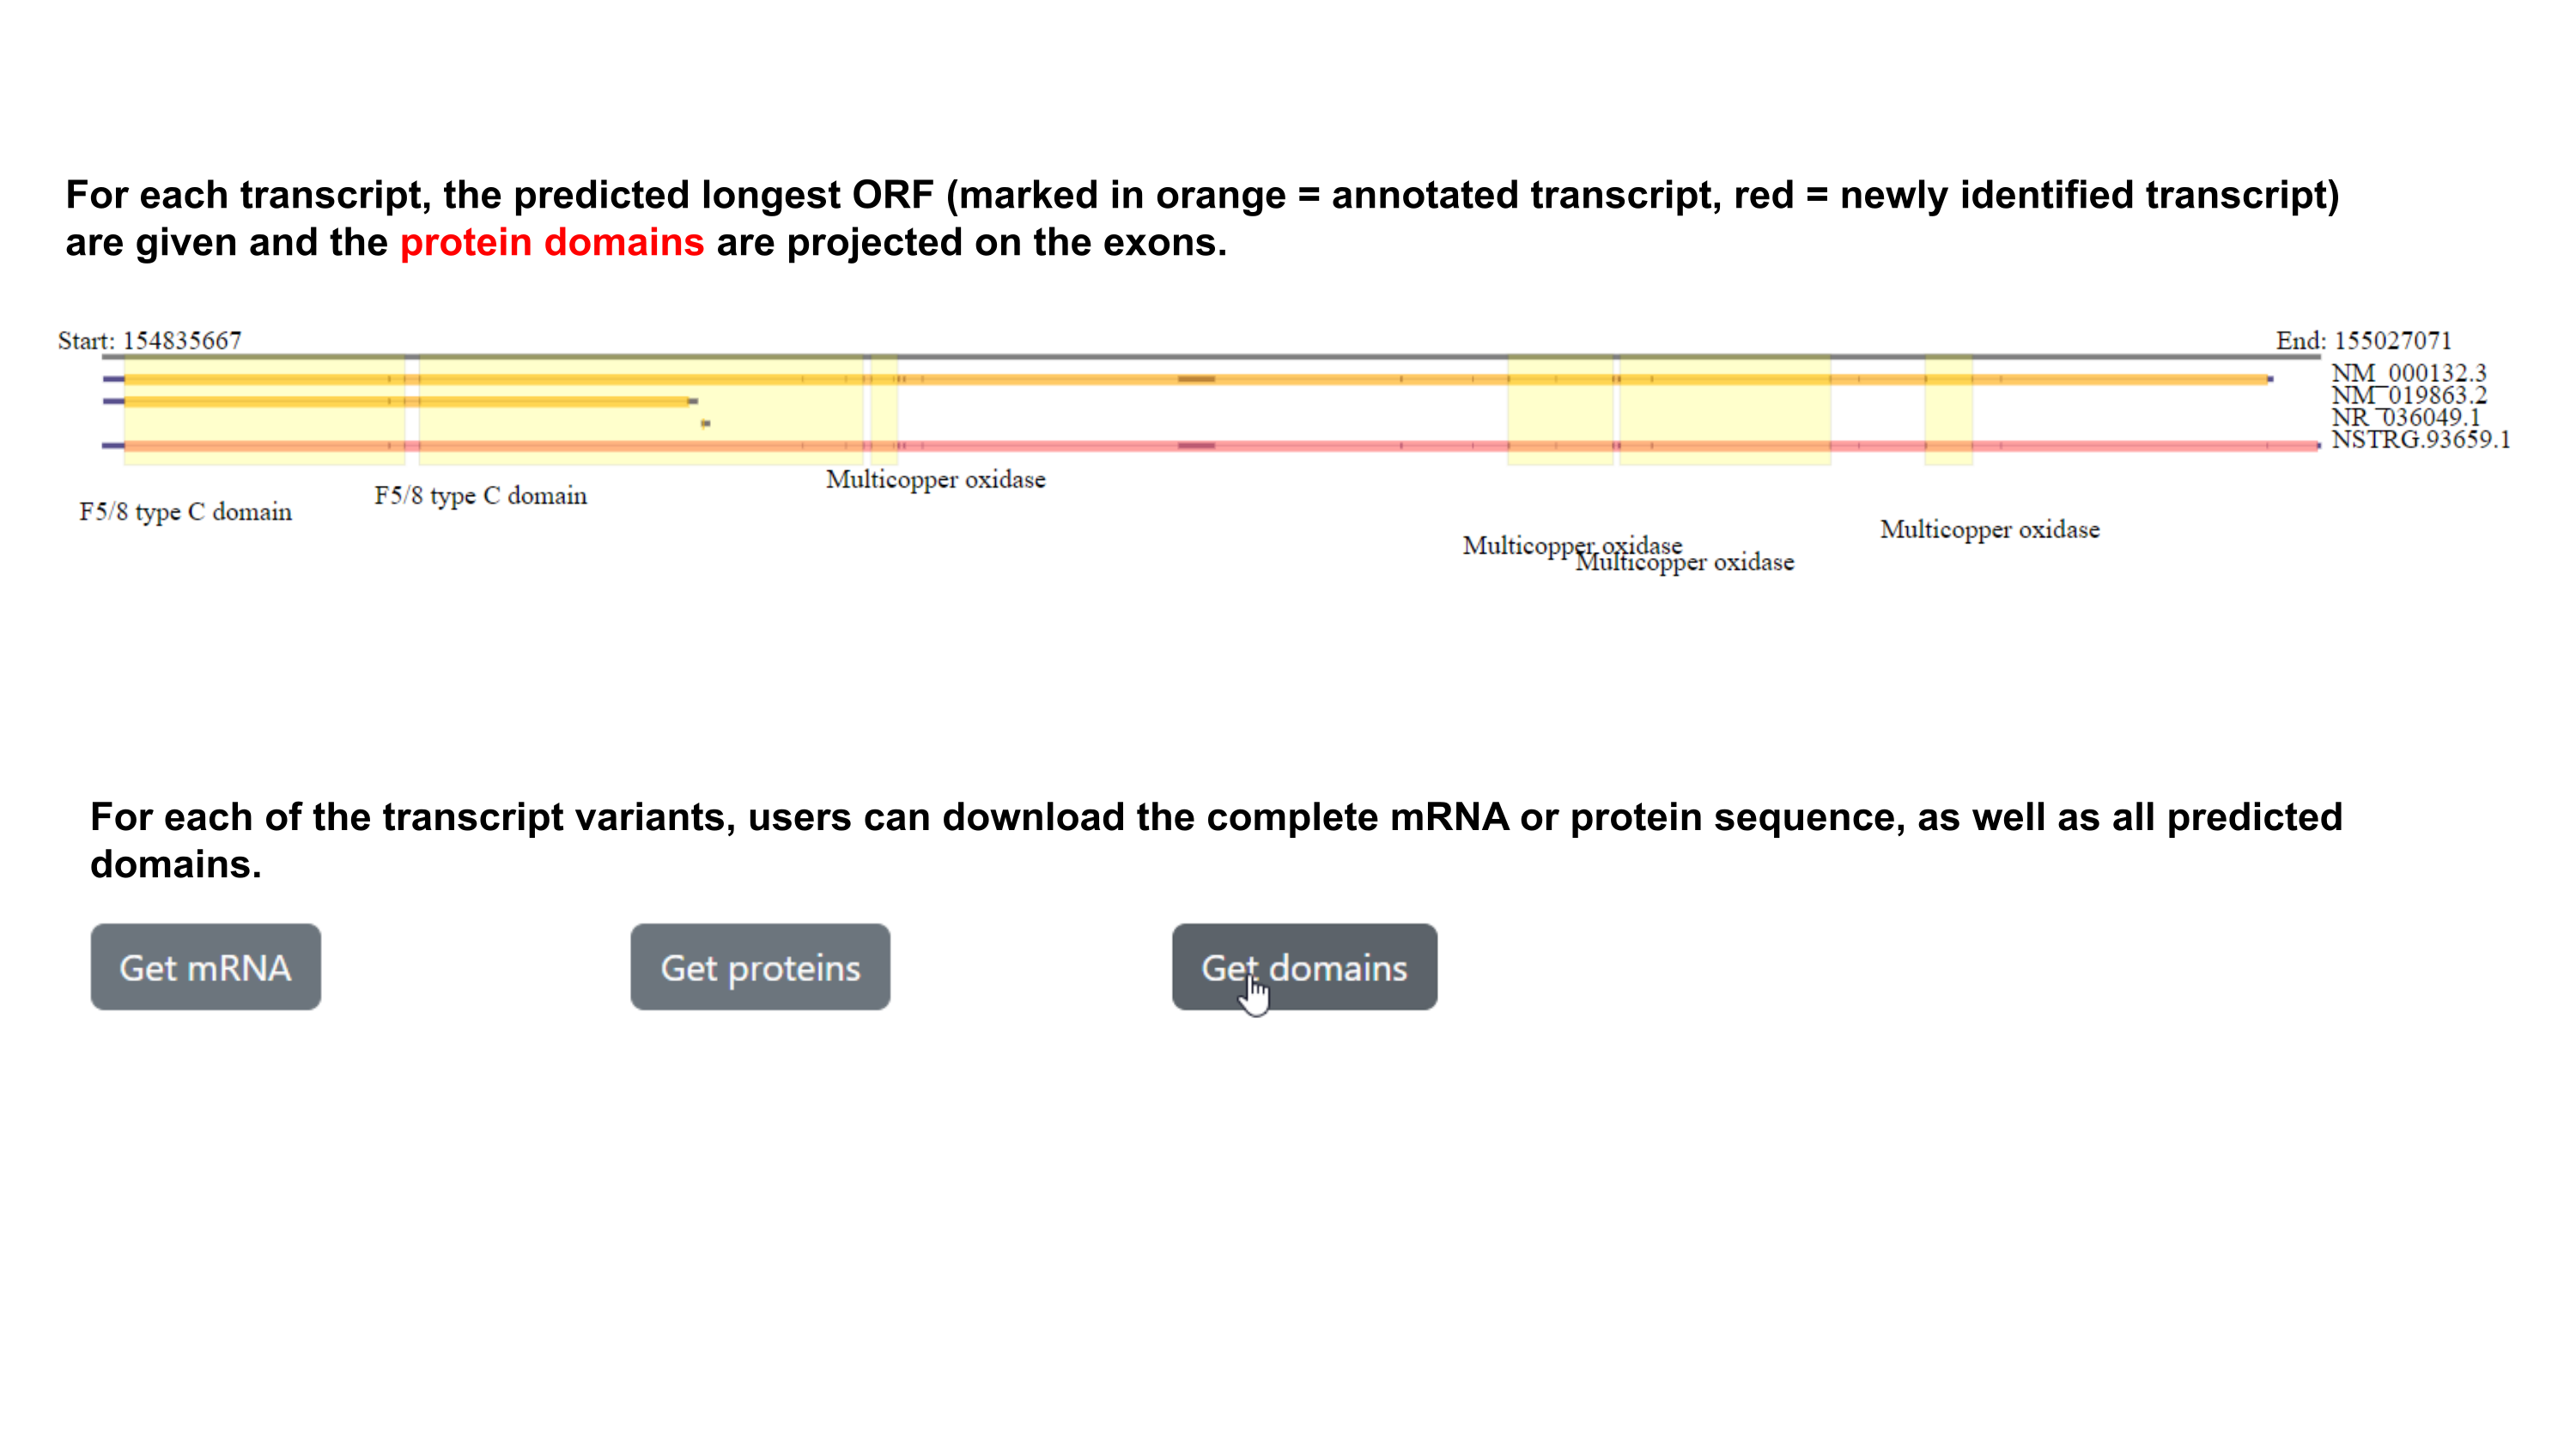 For each transcript, the predicted longest ORF (marked in orange = annotated transcript, red = newly identified transcript)
are given and the protein domains are projected on the exons.
Start: 154835667
End: 155027071
NM_000132.3
NM_019863.2
NR_036049.1
NSTRG.93659.1
Multicopper oxidase
F5/8 type C domain
F5/8 type C domain
Multicopper oxidase
Multicopper oxidase
Multicopper oxidase
For each of the transcript variants, users can download the complete mRNA or protein sequence, as well as all predicted
domains.
Get mRNA
Get proteins
Get domains